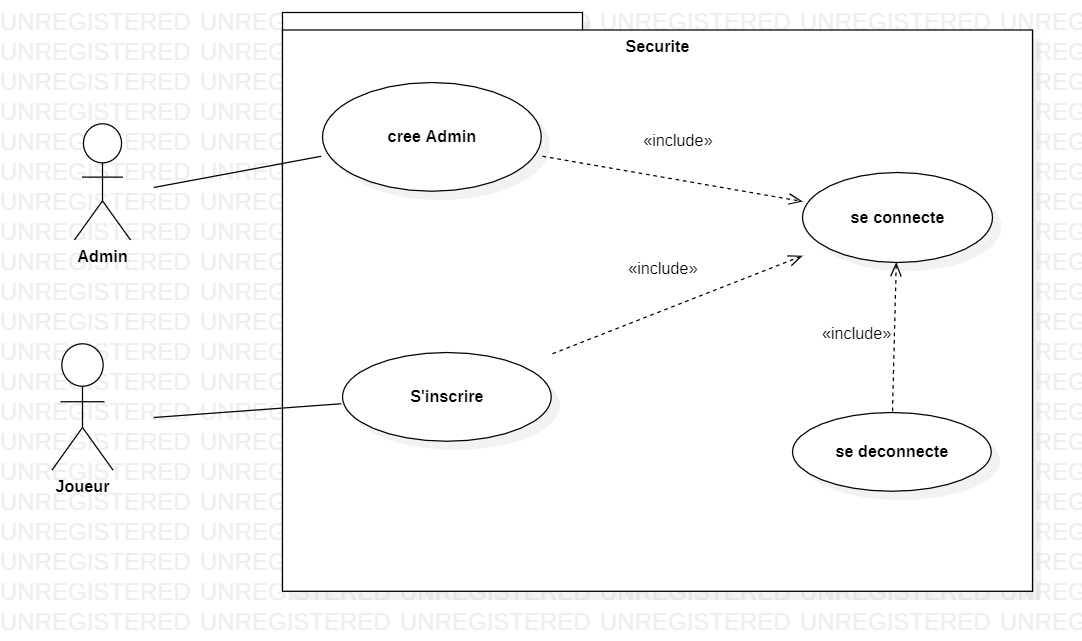 Securite
cree Admin
«include»
se connecte
Admin
«include»
«include»
S'inscrire
se deconnecte
Joueur